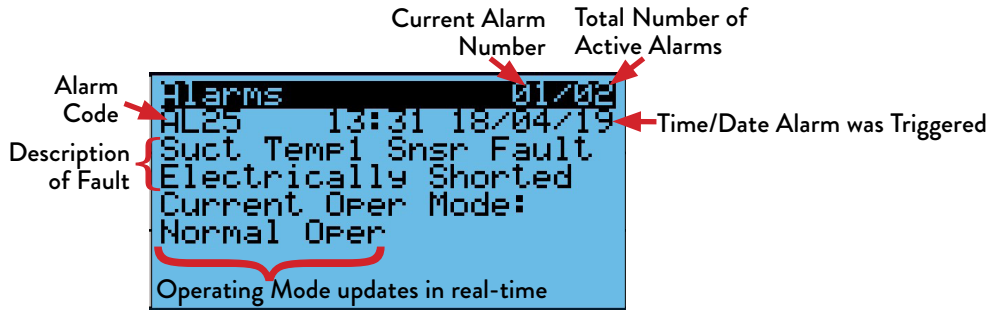 Current Alarm Number
Total Number of Active Alarms
Alarm Code
Description of Fault
Alarms 01/02
AL25 13:31 18/04/19
Time/Date Alarm was Triggered
Suct Temp1 Snsr Fault
Electrically Shorted
Current Oper Mode:
Normal Oper
Operating Mode updates in real-time